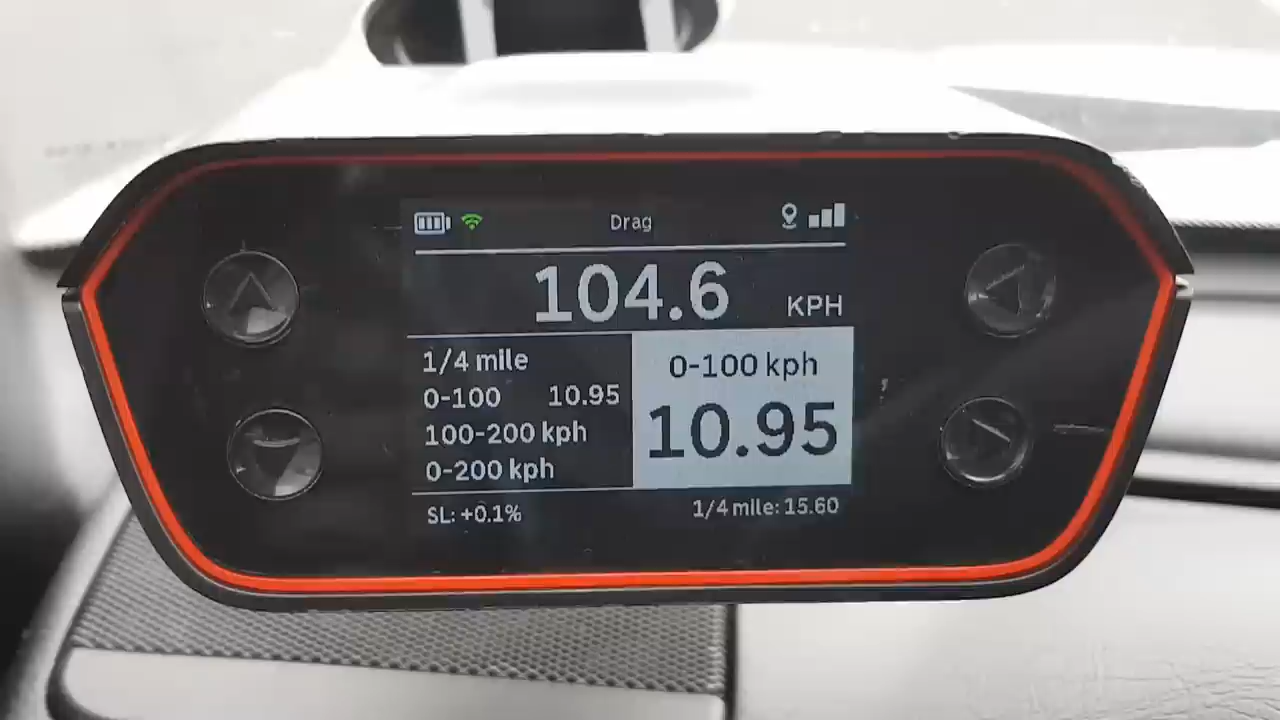 Drag
104.6 KPH
1/4 mile
0-100 10.95
100-200 kph
0-200 kph
0-100 kph
10.95
SL: +0.1%
1/4 mile: 15.60